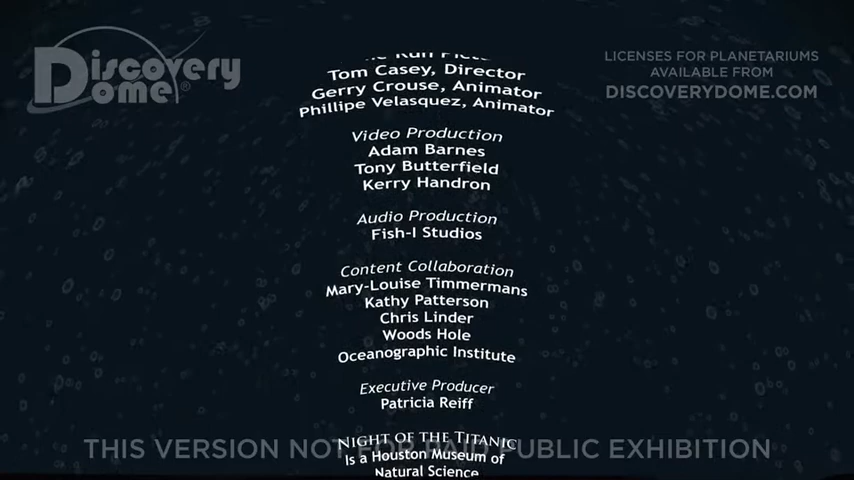 Discovery Dome®
LICENSES FOR PLANETARIUMS
AVAILABLE FROM
DISCOVERYDOME.COM
Tom Casey, Director
Gerry Crouse, Animator
Phillipe Velasquez, Animator
Video Production
Adam Barnes
Tony Butterfield
Kerry Handron
Audio Production
Fish-I Studios
Content Collaboration
Mary-Louise Timmermans
Kathy Patterson
Chris Linder
Woods Hole
Oceanographic Institute
Executive Producer
Patricia Reiff
NIGHT OF THE TITANIC
THIS VERSION NOT FOR PAID PUBLIC EXHIBITION
Is a Houston Museum of
Natural Science